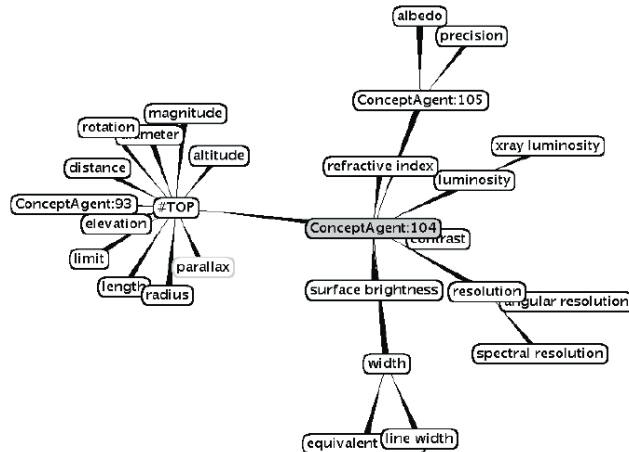 albedo
precision
ConceptAgent:105
magnitude
rotation
ameter
altitude
xray luminosity
distance
refractive index
luminosity
ConceptAgent:93
#TOP
elevation
ConceptAgent:104
contrast
limit
parallax
length
radius
surface brightness
resolution
angular resolution
spectral resolution
width
equivalent
line width